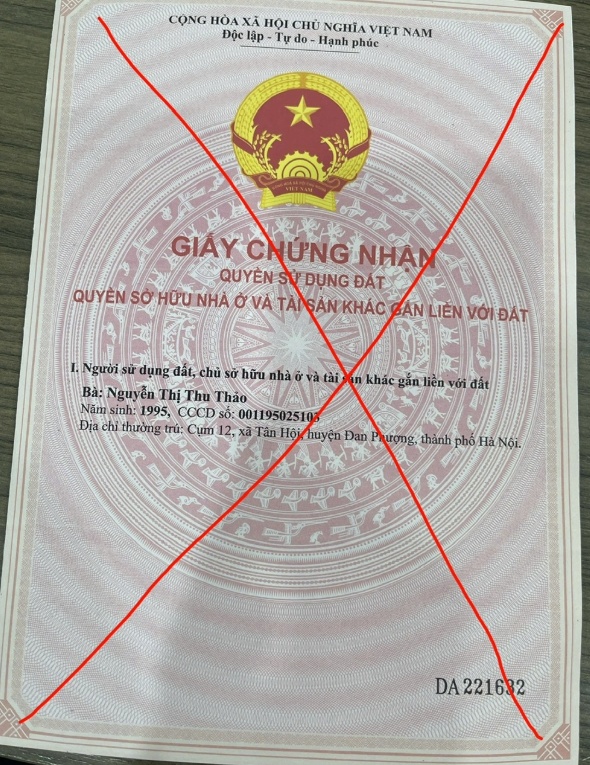 CỘNG HÒA XÃ HỘI CHỦ NGHĨA VIỆT NAM
Độc lập - Tự do - Hạnh phúc
VIỆT NAM
GIẤY CHỨNG NHẬN
QUYỀN SỬ DỤNG ĐẤT
QUYỀN SỞ HỮU NHÀ Ở VÀ TÀI SẢN KHÁC GẮN LIỀN VỚI ĐẤT
I. Người sử dụng đất, chủ sở hữu nhà ở và tài sản khác gắn liền với đất
Bà: Nguyễn Thị Thu Thảo
Năm sinh: 1995, CCCD số: 001195025103
Địa chỉ thường trú: Cụm 12, xã Tân Hội, huyện Đan Phượng, thành phố Hà Nội.
DA 221632